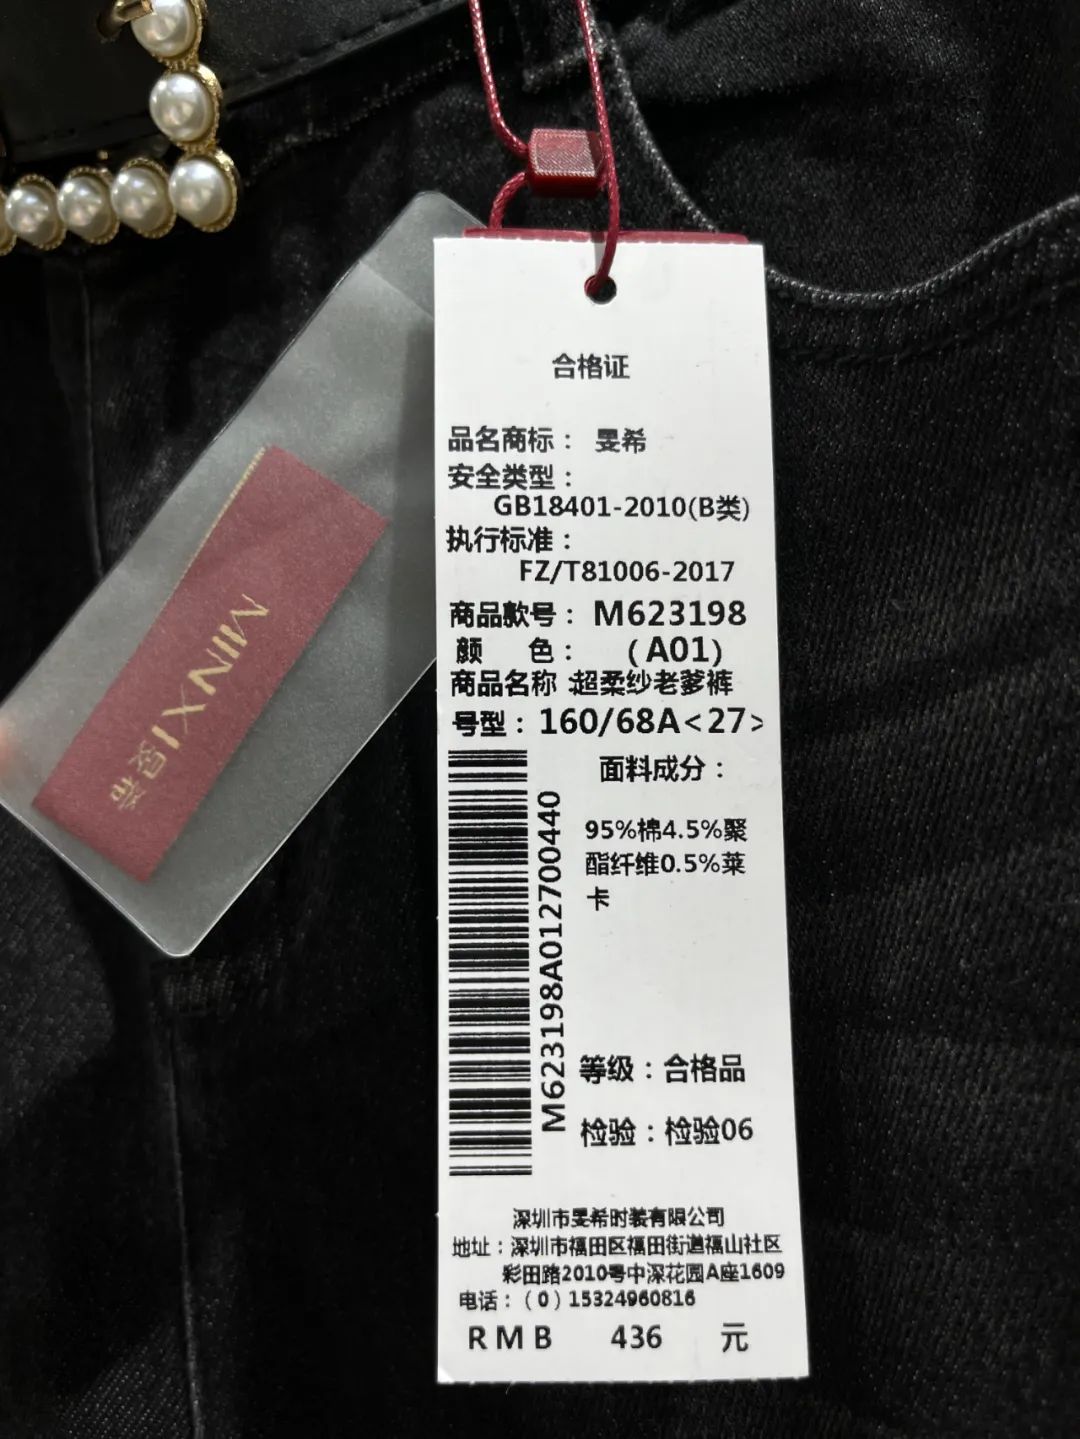 合格证
品名商标： 旻希
安全类型：
GB18401-2010(B类)
执行标准：
FZ/T81006-2017
商品款号： M623198
颜 色： (A01)
商品名称：超柔纱老爹裤
号型： 160/68A<27>
面料成分：
95%棉4.5%聚
酯纤维0.5%莱
卡
M623198A012700440
等级：合格品
检验：检验06
深圳市旻希时装有限公司
地址：深圳市福田区福田街道福山社区
彩田路2010号中深花园A座1609
电话：（0）15324960816
RMB 436 元
MINXI旻希